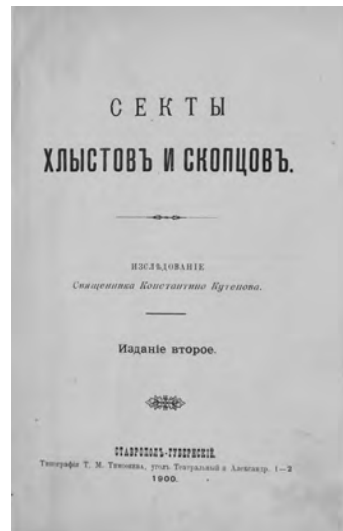 СЕКТЫ
ХЛЫСТОВЪ И СКОПЦОВЪ.
ИЗСЛѢДОВАНІЕ
Священника Константина Кутепова.
Изданіе второе.
СТАВРОПОЛЬ-ГУБЕРНСКІЙ.
Типографія Т. М. Тимофеева, уголъ Театральной и Александр. 1—2
1900.